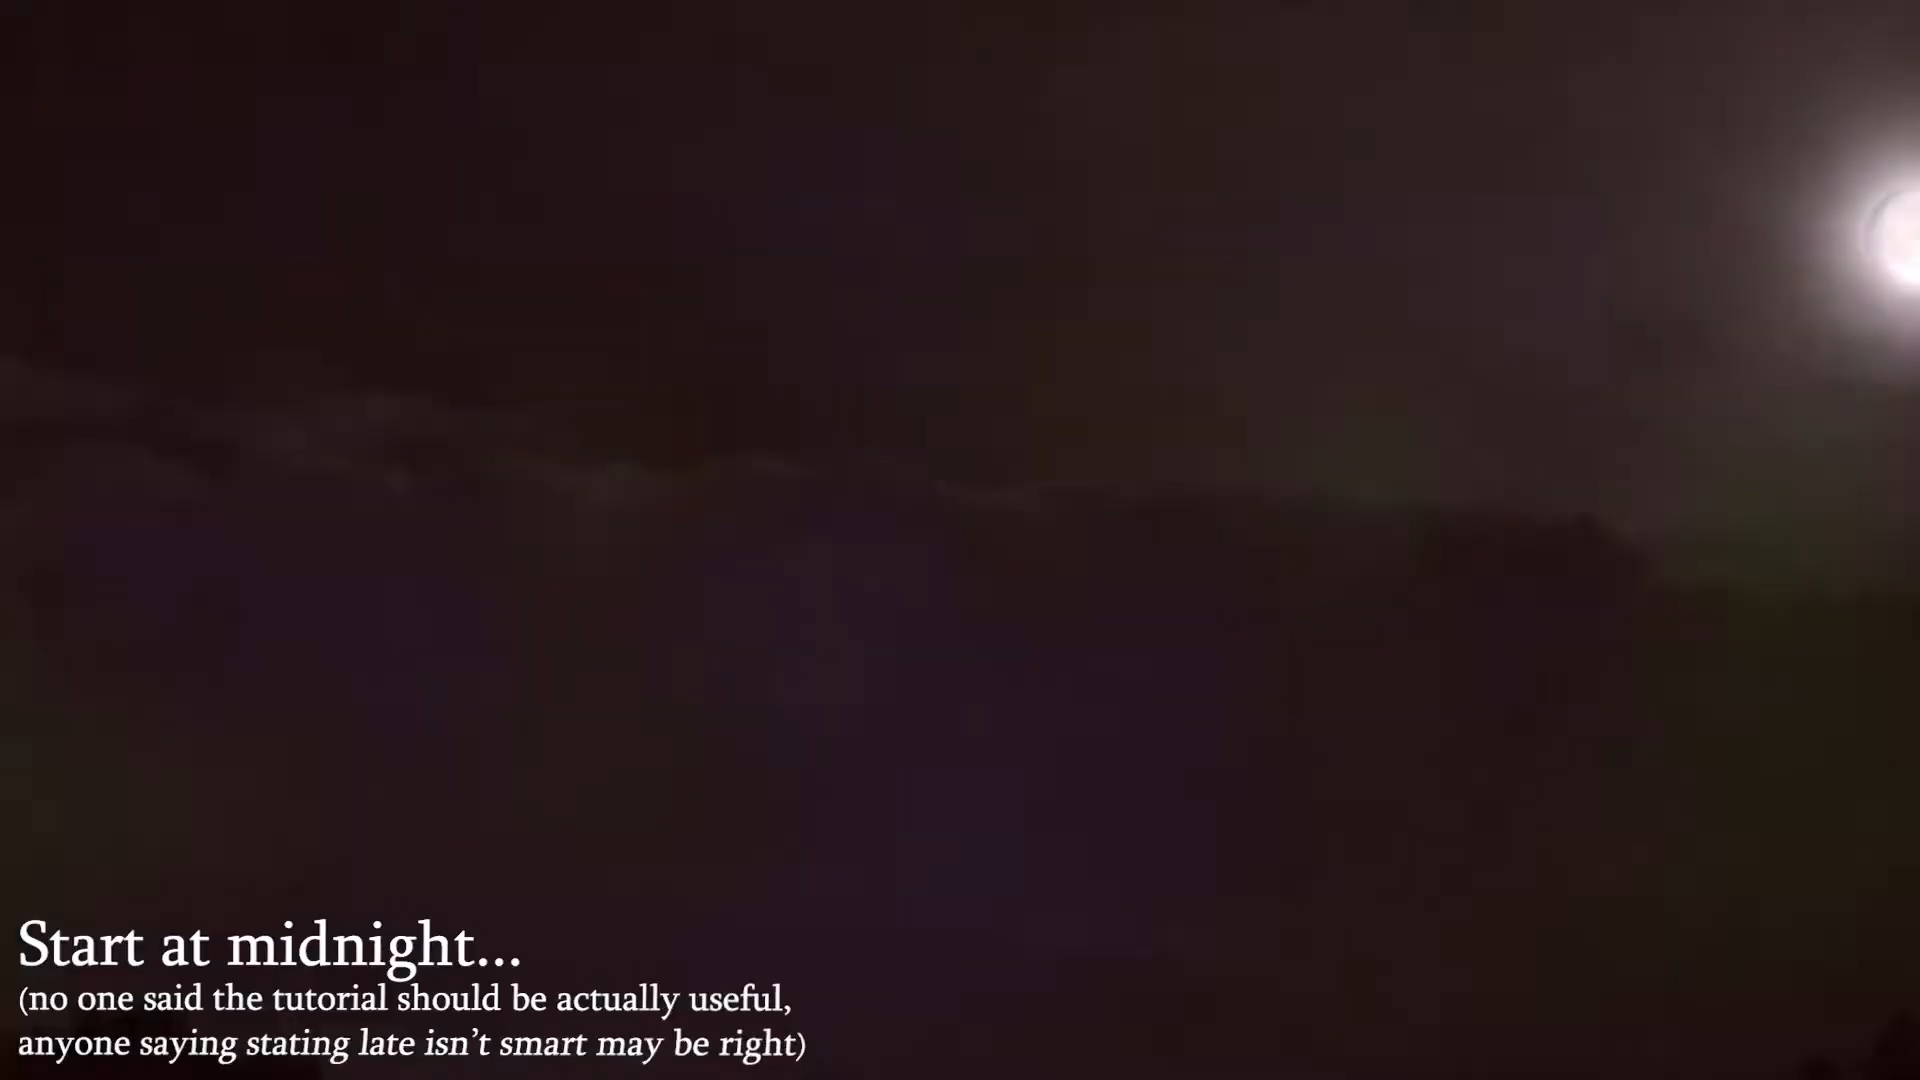 Start at midnight...
(no one said the tutorial should be actually useful,
anyone saying stating late isn’t smart may be right)